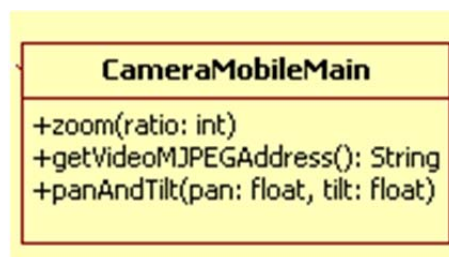 CameraMobileMain
+zoom(ratio: int)
+getVideoMJPEGAddress(): String
+panAndTilt(pan: float, tilt: float)